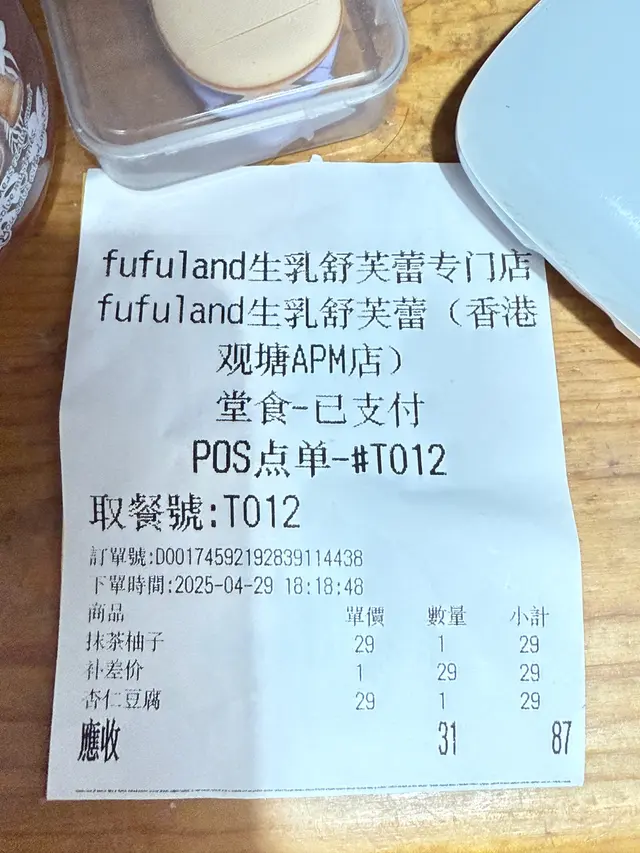 fufuland生乳舒芙蕾专门店
fufuland生乳舒芙蕾（香港
观塘APM店）
堂食-已支付
POS点单-#T012
取餐號:T012
訂單號:D00174592192839114438
下單時間:2025-04-29 18:18:48
商品 單價 數量 小計
抹茶柚子 29 1 29
补差价 1 29 29
杏仁豆腐 29 1 29
應收 31 87